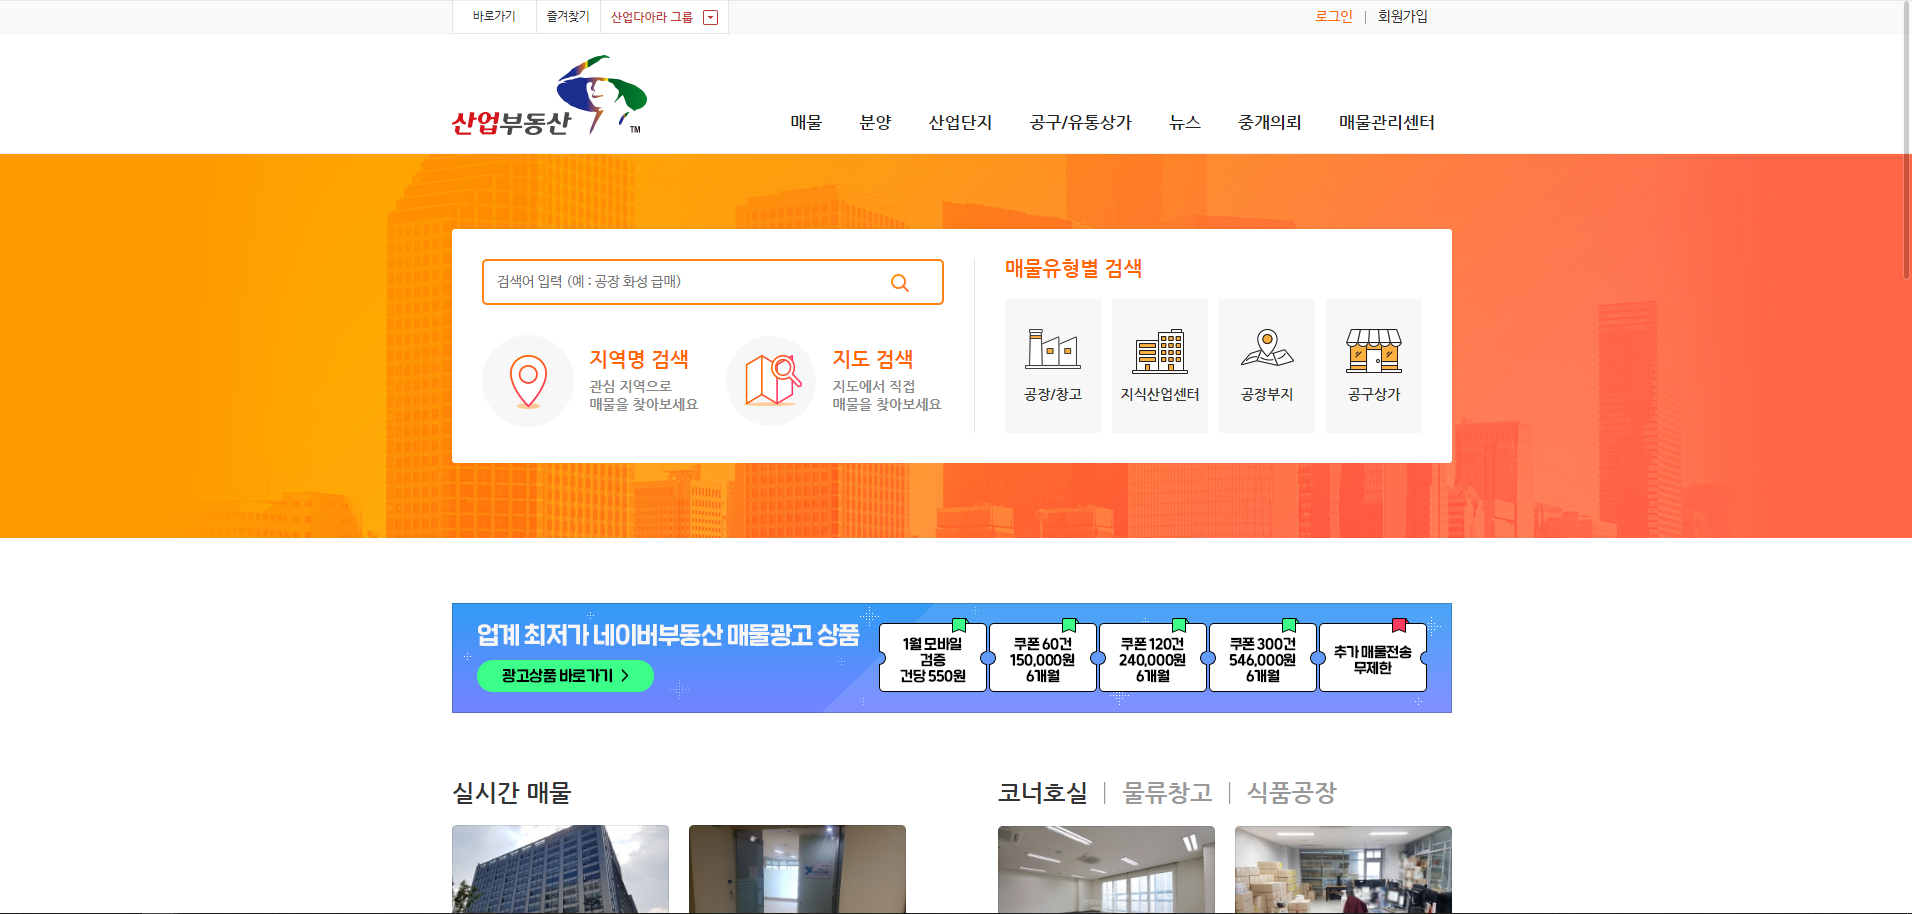 바로가기
즐겨찾기
산업다아라 그룹
로그인
회원가입
산업부동산
TM
매물
분양
산업단지
공구/유통상가
뉴스
중개의뢰
매물관리센터
검색어 입력 (예 : 공장 화성 급매)
지역명 검색
관심 지역으로
매물을 찾아보세요
지도 검색
지도에서 직접
매물을 찾아보세요
매물유형별 검색
공장/창고
지식산업센터
공장부지
공구상가
업계 최저가 네이버부동산 매물광고 상품
광고상품 바로가기
1월 모바일
검증
건당 550원
쿠폰 60건
150,000원
6개월
쿠폰 120건
240,000원
6개월
쿠폰 300건
546,000원
6개월
추가 매물전송
무제한
실시간 매물
코너호실
물류창고
식품공장